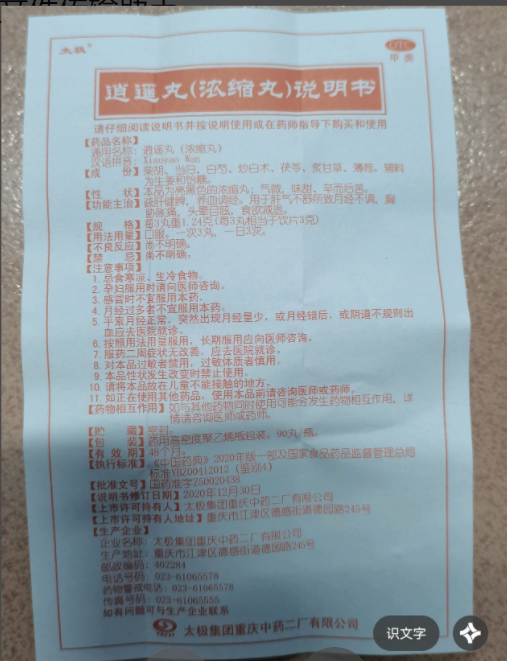 太极®
OTC
甲类
逍遥丸(浓缩丸)说明书
请仔细阅读说明书并按说明使用或在药师指导下购买和使用
【药品名称】
通用名称：逍遥丸（浓缩丸）
汉语拼音：Xiaoyao Wan
【成 份】柴胡、当归、白芍、炒白术、茯苓、炙甘草、薄荷。辅料
为生姜和饴糖。
【性 状】本品为亮黑色的浓缩丸；气微，味甜、辛而后苦。
【功能主治】疏肝健脾，养血调经。用于肝气不舒所致月经不调，胸
胁胀痛，头晕目眩，食欲减退。
【规 格】每3丸重1.24克(每3丸相当于饮片3克)
【用法用量】口服。一次3丸，一日3次。
【不良反应】尚不明确。
【禁 忌】尚不明确。
【注意事项】
1. 忌食寒凉、生冷食物。
2. 孕妇服用时请向医师咨询。
3. 感冒时不宜服用本药。
4. 月经过多者不宜服用本药。
5. 平素月经正常，突然出现月经量少，或月经错后，或阴道不规则出
血应去医院就诊。
6. 按照用法用量服用，长期服用应向医师咨询。
7. 服药二周症状无改善，应去医院就诊。
8. 对本品过敏者禁用，过敏体质者慎用。
9. 本品性状发生改变时禁止使用。
10. 请将本品放在儿童不能接触的地方。
11. 如正在使用其他药品，使用本品前请咨询医师或药师。
【药物相互作用】如与其他药物同时使用可能会发生药物相互作用，详
情请咨询医师或药师。
【贮 藏】密封。
【包 装】药用高密度聚乙烯瓶包装，90丸/瓶。
【有 效 期】48个月。
【执行标准】《中国药典》2020年版一部及国家食品药品监督管理总局
标准YBZ00412012（鉴别4）
【批准文号】国药准字Z50020438
【说明书修订日期】2020年12月30日
【上市许可持有人】太极集团重庆中药二厂有限公司
【上市许可持有人地址】重庆市江津区德感街道德园路245号
【生产企业】
企业名称：太极集团重庆中药二厂有限公司
生产地址：重庆市江津区德感街道德园路245号
邮政编码：402284
电话号码：023-61065578
药物警戒电话：023-61065578
传真号码：023-61065555
如有问题可与生产企业联系
太极集团重庆中药二厂有限公司
识文字